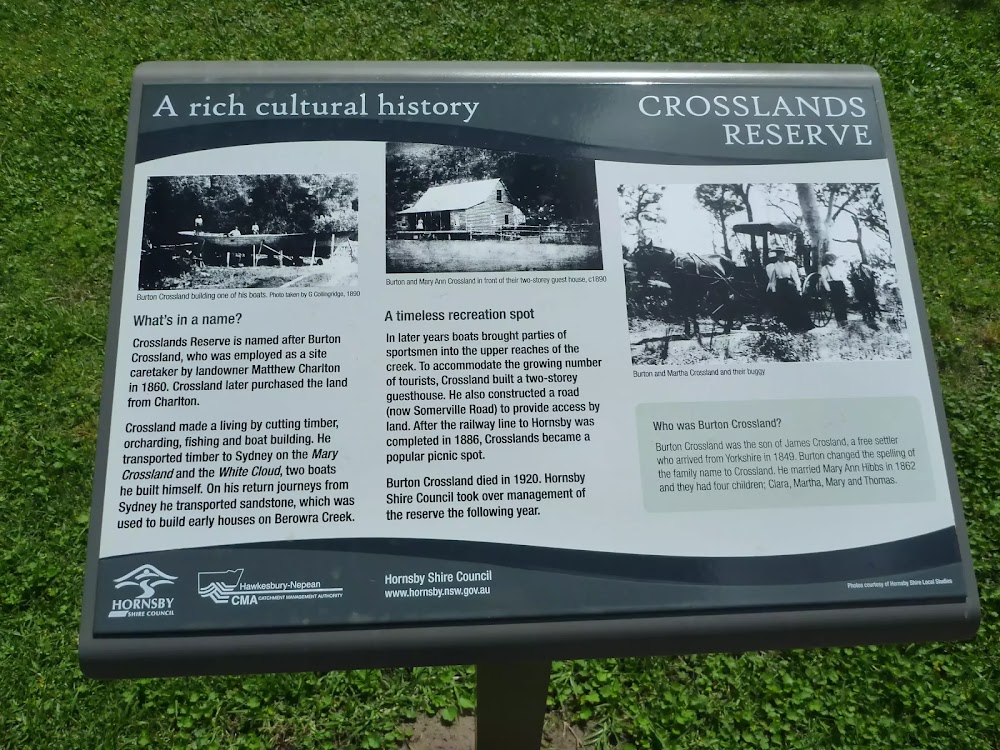 A rich cultural history
CROSSLANDS
RESERVE
Burton Crossland building one of his boats. Photo taken by G Collingridge, 1890
What's in a name?
Crosslands Reserve is named after Burton
Crossland, who was employed as a site
caretaker by landowner Matthew Charlton
in 1860. Crossland later purchased the land
from Charlton.
Crossland made a living by cutting timber,
orcharding, fishing and boat building. He
transported timber to Sydney on the Mary
Crossland and the White Cloud, two boats
he built himself. On his return journeys from
Sydney he transported sandstone, which was
used to build early houses on Berowra Creek.
Burton and Mary Ann Crossland in front of their two-storey guest house, c1890
A timeless recreation spot
In later years boats brought parties of
sportsmen into the upper reaches of the
creek. To accommodate the growing number
of tourists, Crossland built a two-storey
guesthouse. He also constructed a road
(now Somerville Road) to provide access by
land. After the railway line to Hornsby was
completed in 1886, Crosslands became a
popular picnic spot.
Burton Crossland died in 1920. Hornsby
Shire Council took over management of
the reserve the following year.
Burton and Martha Crossland and their buggy
Who was Burton Crossland?
Burton Crossland was the son of James Crosland, a free settler
who arrived from Yorkshire in 1849. Burton changed the spelling of
the family name to Crossland. He married Mary Ann Hibbs in 1862
and they had four children; Clara, Martha, Mary and Thomas.
HORNSBY
SHIRE COUNCIL
Hawkesbury-Nepean
CMA CATCHMENT MANAGEMENT AUTHORITY
Hornsby Shire Council
www.hornsby.nsw.gov.au
Photos courtesy of Hornsby Shire Local Studies